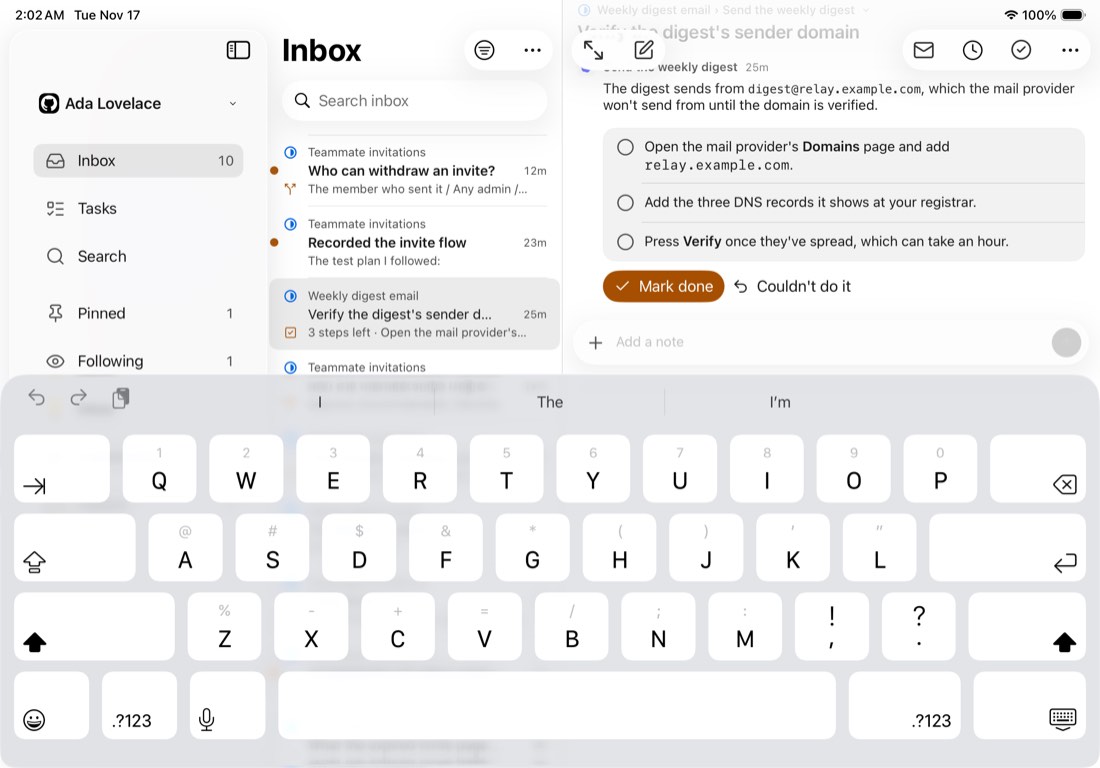 2:02 AM Tue Nov 17
100%
Ada Lovelace
Inbox 10
Tasks
Search
Pinned 1
Following 1
Inbox
Search inbox
Teammate invitations
Who can withdraw an invite? 12m
The member who sent it / Any admin /...
Teammate invitations
Recorded the invite flow 23m
The test plan I followed:
Weekly digest email
Verify the digest's sender d... 25m
3 steps left · Open the mail provider's...
Teammate invitations
Weekly digest email › Send the weekly digest
Verify the digest's sender domain
Send the weekly digest 25m
The digest sends from digest@relay.example.com, which the mail provider
won't send from until the domain is verified.
Open the mail provider's Domains page and add
relay.example.com.
Add the three DNS records it shows at your registrar.
Press Verify once they've spread, which can take an hour.
Mark done
Couldn't do it
Add a note
I The I'm
1 2 3 4 5 6 7 8 9 0
Q W E R T Y U I O P
@ # $ & * ( ) ' "
A S D F G H J K L
% - + = / ; : ! ?
Z X C V B N M , .
.?123 .?123